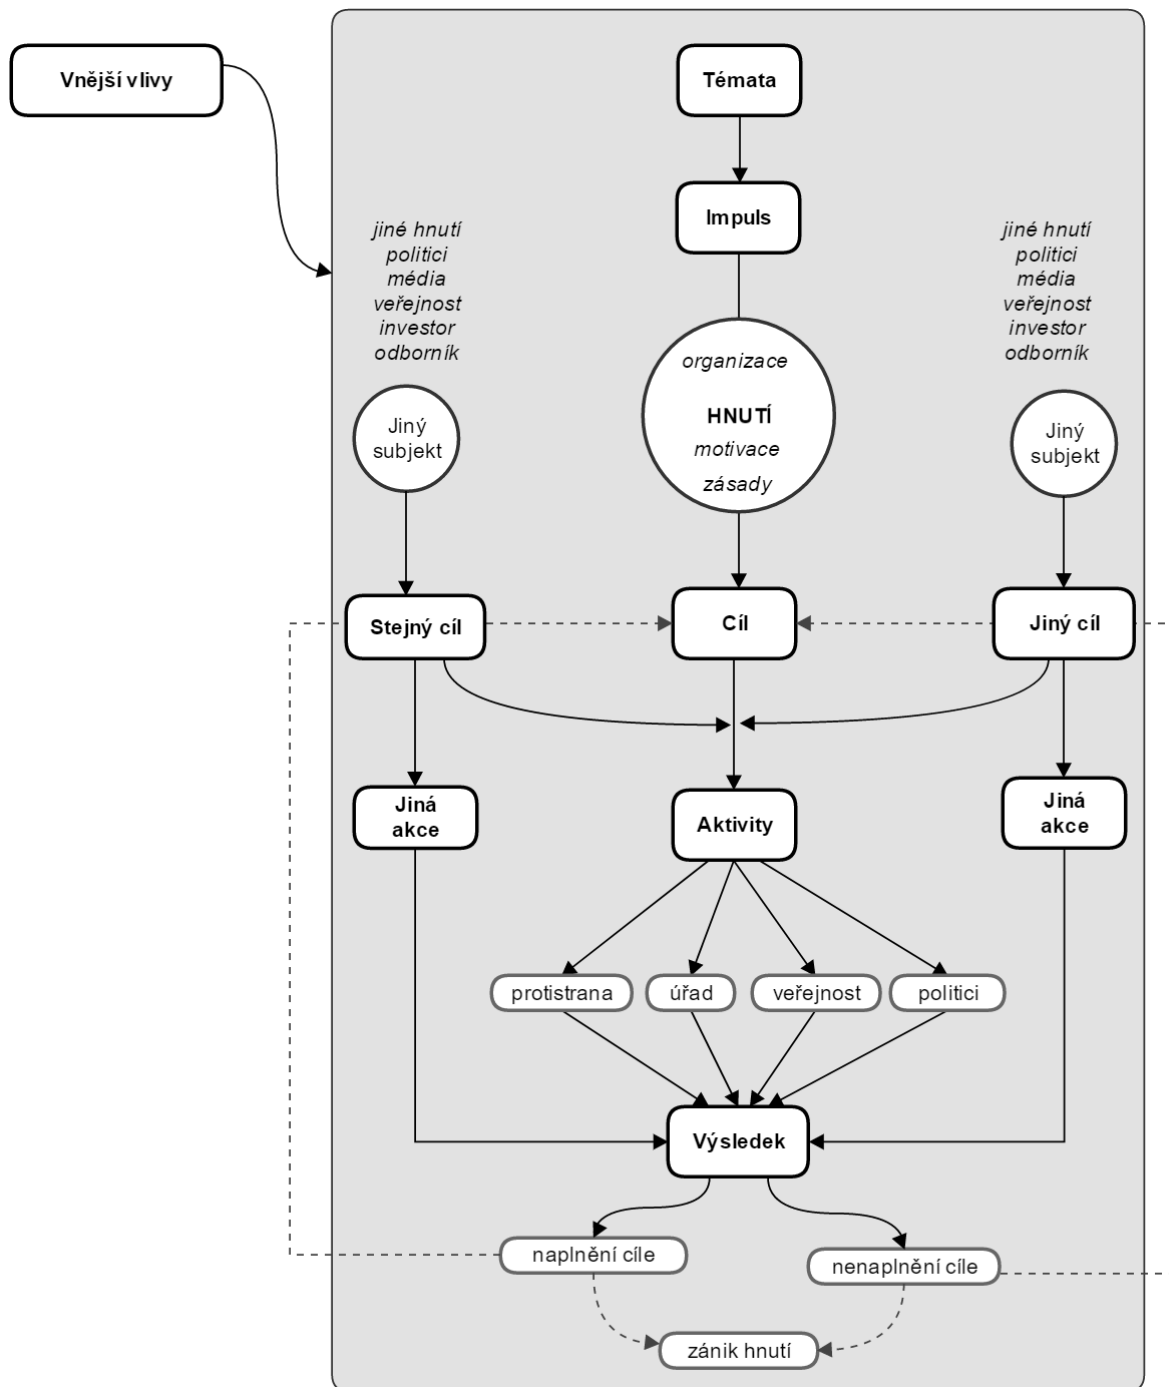 Vnější vlivy
Témata
Impuls
jiné hnutí
politici
média
veřejnost
investor
odborník
jiné hnutí
politici
média
veřejnost
investor
odborník
organizace
HNUTÍ
motivace
zásady
Jiný
subjekt
Jiný
subjekt
Stejný cíl
Cíl
Jiný cíl
Jiná
akce
Aktivity
Jiná
akce
protistrana
úřad
veřejnost
politici
Výsledek
naplnění cíle
nenaplnění cíle
zánik hnutí